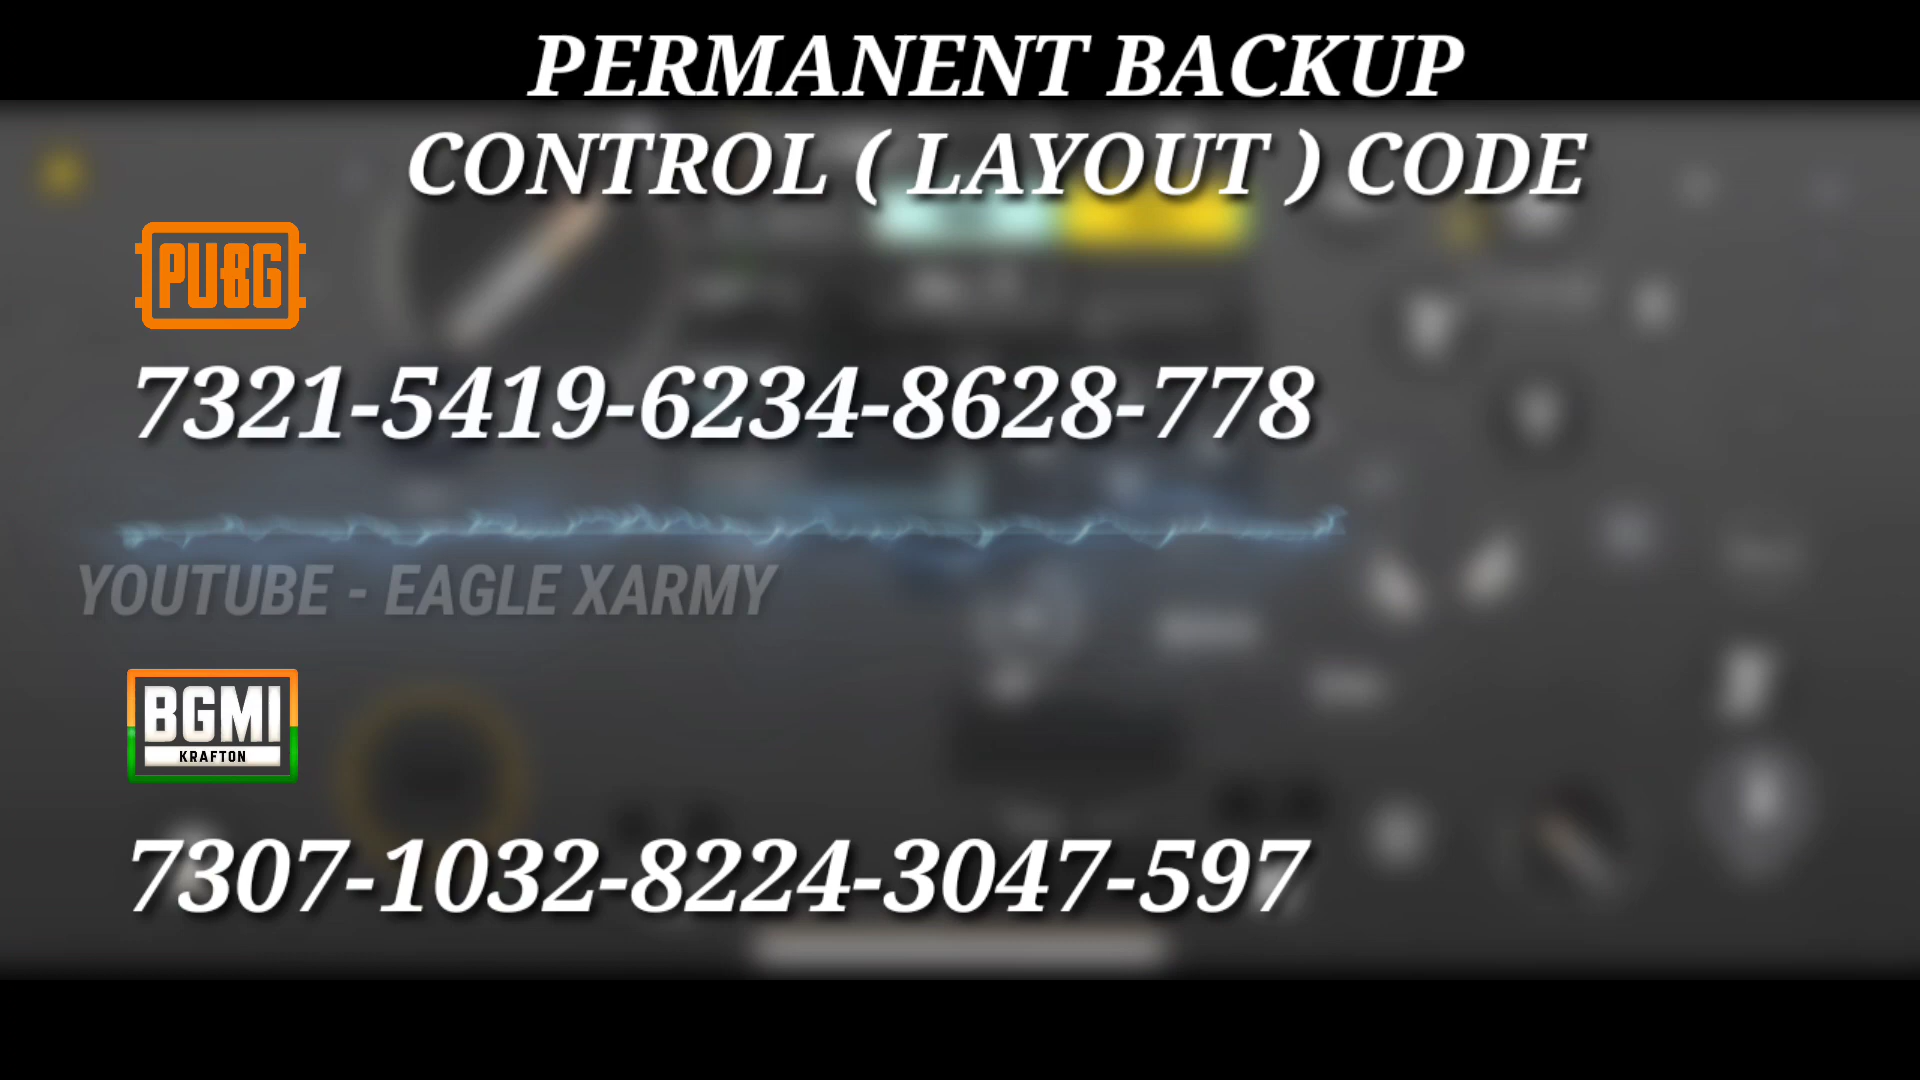 PERMANENT BACKUP
CONTROL ( LAYOUT ) CODE
PUBG
7321-5419-6234-8628-778
YOUTUBE - EAGLE XARMY
BGMI
KRAFTON
7307-1032-8224-3047-597